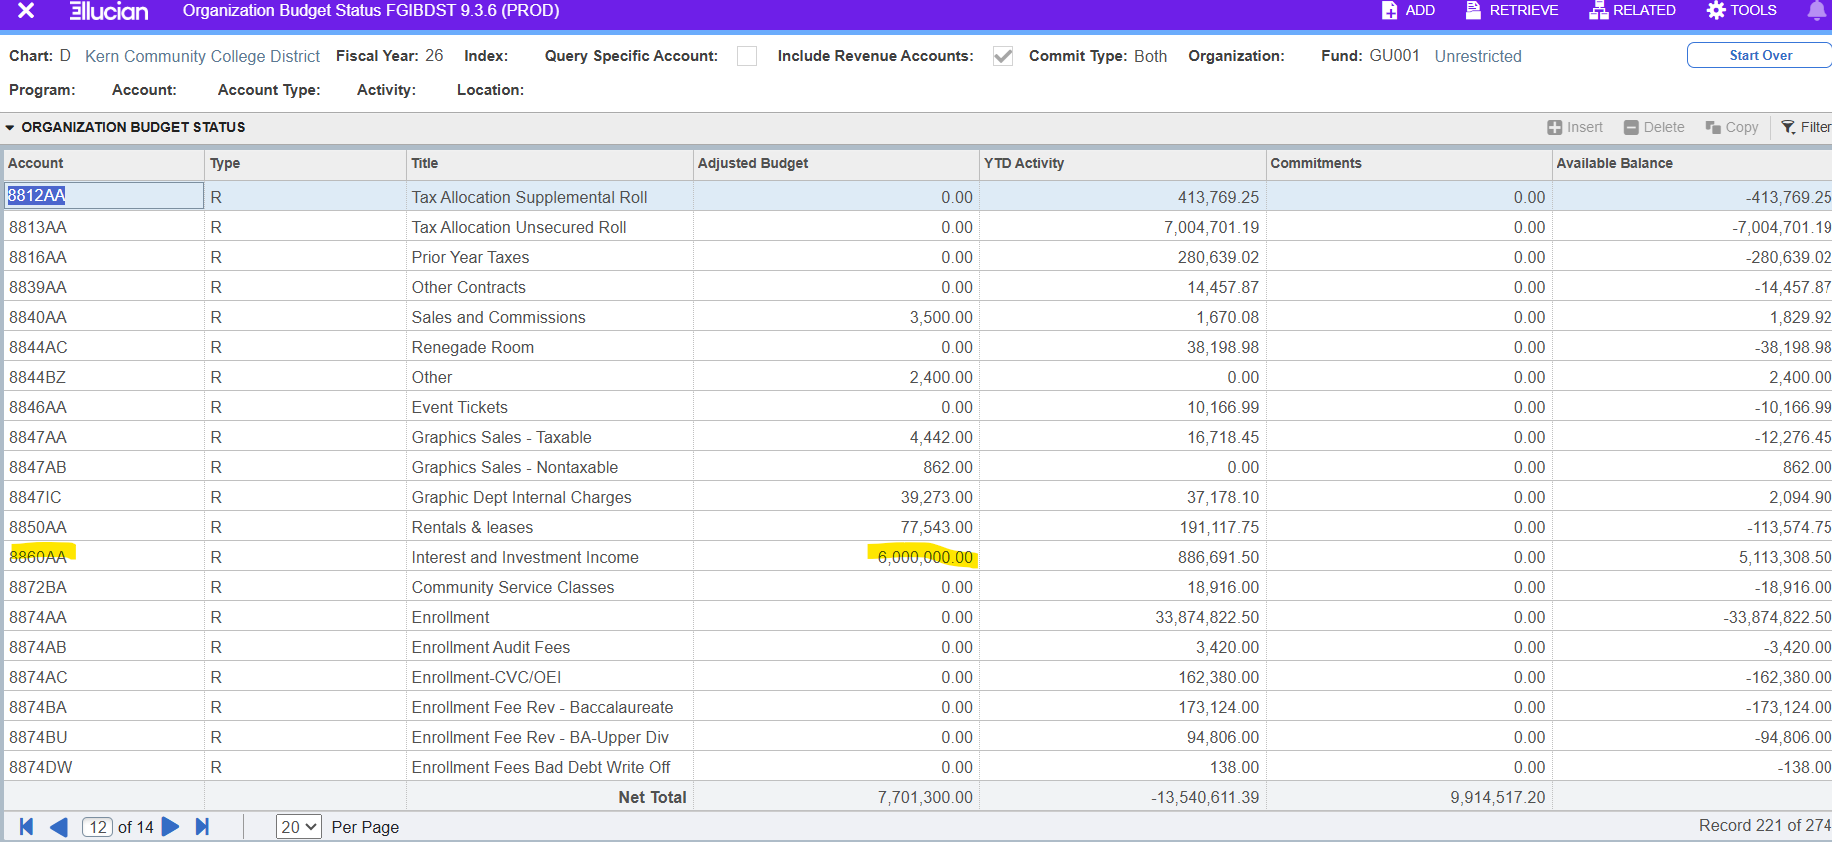 Ellucian Organization Budget Status FGIBDST 9.3.6 (PROD) ADD RETRIEVE RELATED TOOLS
Chart: D Kern Community College District Fiscal Year: 26 Index: Query Specific Account: Include Revenue Accounts: Commit Type: Both Organization: Fund: GU001 Unrestricted Start Over
Program: Account: Account Type: Activity: Location:
ORGANIZATION BUDGET STATUS Insert Delete Copy Filter
Account Type Title Adjusted Budget YTD Activity Commitments Available Balance
8812AA R Tax Allocation Supplemental Roll 0.00 413,769.25 0.00 -413,769.25
8813AA R Tax Allocation Unsecured Roll 0.00 7,004,701.19 0.00 -7,004,701.19
8816AA R Prior Year Taxes 0.00 280,639.02 0.00 -280,639.02
8839AA R Other Contracts 0.00 14,457.87 0.00 -14,457.87
8840AA R Sales and Commissions 3,500.00 1,670.08 0.00 1,829.92
8844AC R Renegade Room 0.00 38,198.98 0.00 -38,198.98
8844BZ R Other 2,400.00 0.00 0.00 2,400.00
8846AA R Event Tickets 0.00 10,166.99 0.00 -10,166.99
8847AA R Graphics Sales - Taxable 4,442.00 16,718.45 0.00 -12,276.45
8847AB R Graphics Sales - Nontaxable 862.00 0.00 0.00 862.00
8847IC R Graphic Dept Internal Charges 39,273.00 37,178.10 0.00 2,094.90
8850AA R Rentals & leases 77,543.00 191,117.75 0.00 -113,574.75
8860AA R Interest and Investment Income 6,000,000.00 886,691.50 0.00 5,113,308.50
8872BA R Community Service Classes 0.00 18,916.00 0.00 -18,916.00
8874AA R Enrollment 0.00 33,874,822.50 0.00 -33,874,822.50
8874AB R Enrollment Audit Fees 0.00 3,420.00 0.00 -3,420.00
8874AC R Enrollment-CVC/OEI 0.00 162,380.00 0.00 -162,380.00
8874BA R Enrollment Fee Rev - Baccalaureate 0.00 173,124.00 0.00 -173,124.00
8874BU R Enrollment Fee Rev - BA-Upper Div 0.00 94,806.00 0.00 -94,806.00
8874DW R Enrollment Fees Bad Debt Write Off 0.00 138.00 0.00 -138.00
Net Total 7,701,300.00 -13,540,611.39 9,914,517.20
12 of 14 20 Per Page Record 221 of 274